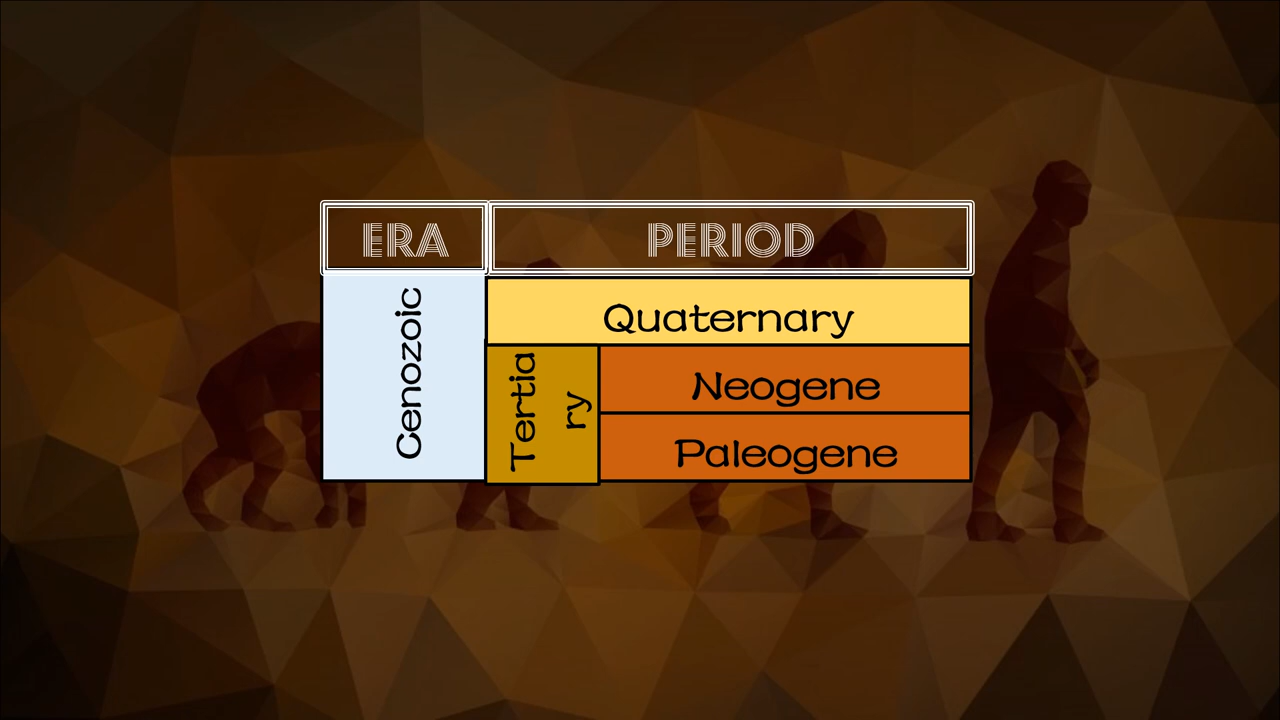 ERA
PERIOD
Cenozoic
Quaternary
Tertia
ry
Neogene
Paleogene